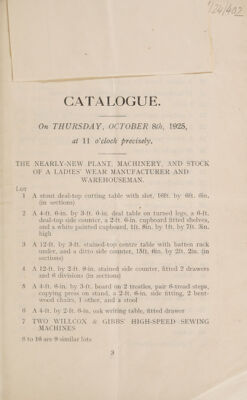 1/24/402
CATALOGUE.
On THURSDAY, OCTOBER 8th, 1925,
at 11 o'clock precisely.
THE NEARLY-NEW PLANT, MACHINERY, AND STOCK
OF A LADIES' WEAR MANUFACTURER AND
WAREHOUSEMAN.
Lot
1 A stout deal-top cutting table with slot, 16ft. by 6ft. 6in.
(in sections)
2 A 4-ft. 6-in. by 3-ft. 6-in. deal table on turned legs, a 6-ft.
deal-top side counter, a 2-ft. 6-in. cupboard fitted shelves,
and a white painted cupboard, 1ft. 8in. by 1ft. by 7ft. 3in.
high
3 A 12-ft. by 3-ft. stained-top centre table with batten rack
under, and a ditto side counter, 15ft. 6in. by 2ft. 2in. (in
sections)
4 A 12-ft. by 2-ft. 9-in. stained side counter, fitted 2 drawers
and 6 divisions (in sections)
5 A 4-ft. 6-in. by 3-ft. board on 2 trestles, pair 6-tread steps,
copying press on stand, a 2-ft. 6-in. side fitting, 2 bent-
wood chairs, 1 other, and a stool
6 A 4-ft. by 2-ft. 6-in. oak writing table, fitted drawer
7 TWO WILLCOX & GIBBS' HIGH-SPEED SEWING
MACHINES
8 to 16 are 9 similar lots
3